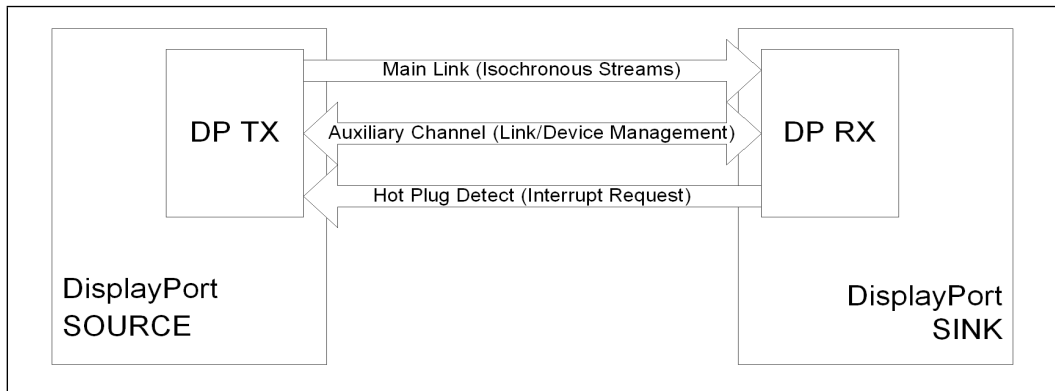 Main Link (Isochronous Streams)
DP TX
Auxiliary Channel (Link/Device Management)
DP RX
Hot Plug Detect (Interrupt Request)
DisplayPort
SOURCE
DisplayPort
SINK